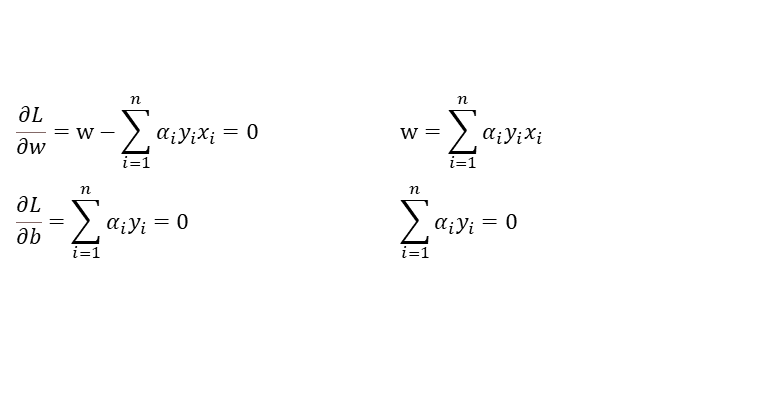 ∂L/∂w = w − ∑_{i=1}^{n} α_i y_i x_i = 0
w = ∑_{i=1}^{n} α_i y_i x_i
∂L/∂b = ∑_{i=1}^{n} α_i y_i = 0
∑_{i=1}^{n} α_i y_i = 0